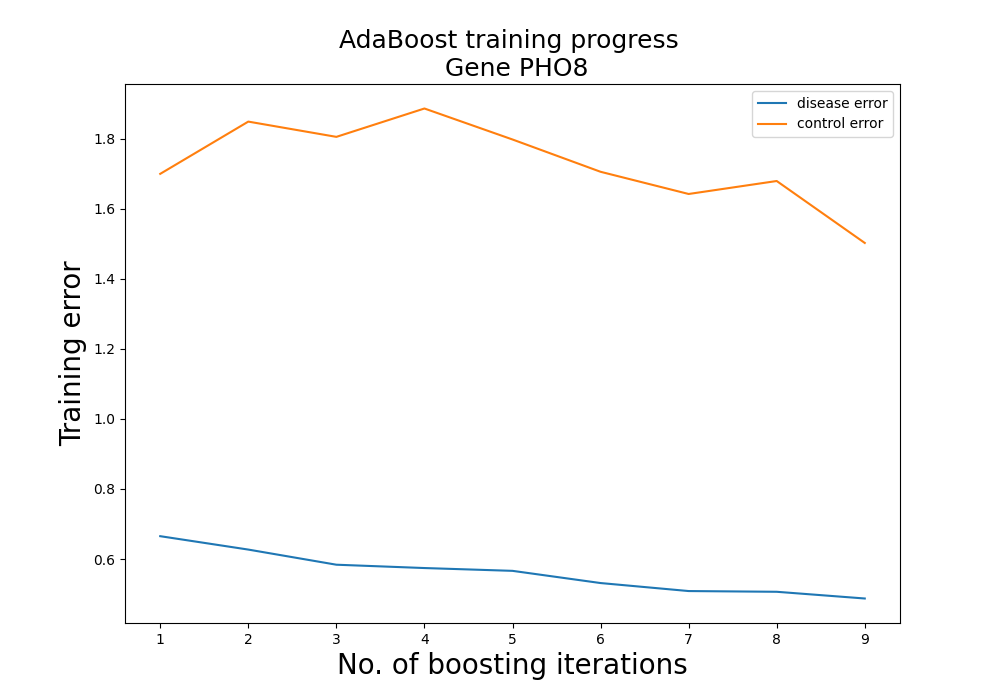 AdaBoost training progress
Gene PHO8
disease error
control error
Training error
1.8
1.6
1.4
1.2
1.0
0.8
0.6
1 2 3 4 5 6 7 8 9
No. of boosting iterations